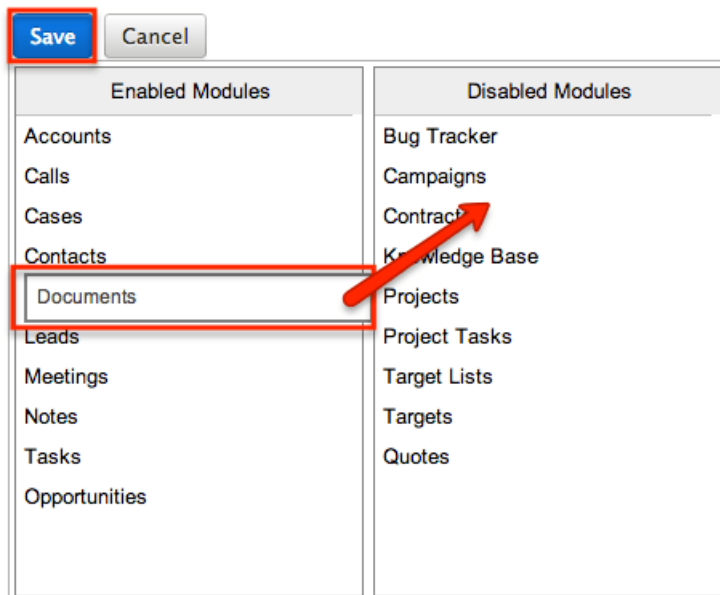 Save Cancel
Enabled Modules Disabled Modules
Accounts Bug Tracker
Calls Campaigns
Cases Contract
Contacts Knowledge Base
Documents Projects
Leads Project Tasks
Meetings Target Lists
Notes Targets
Tasks Quotes
Opportunities